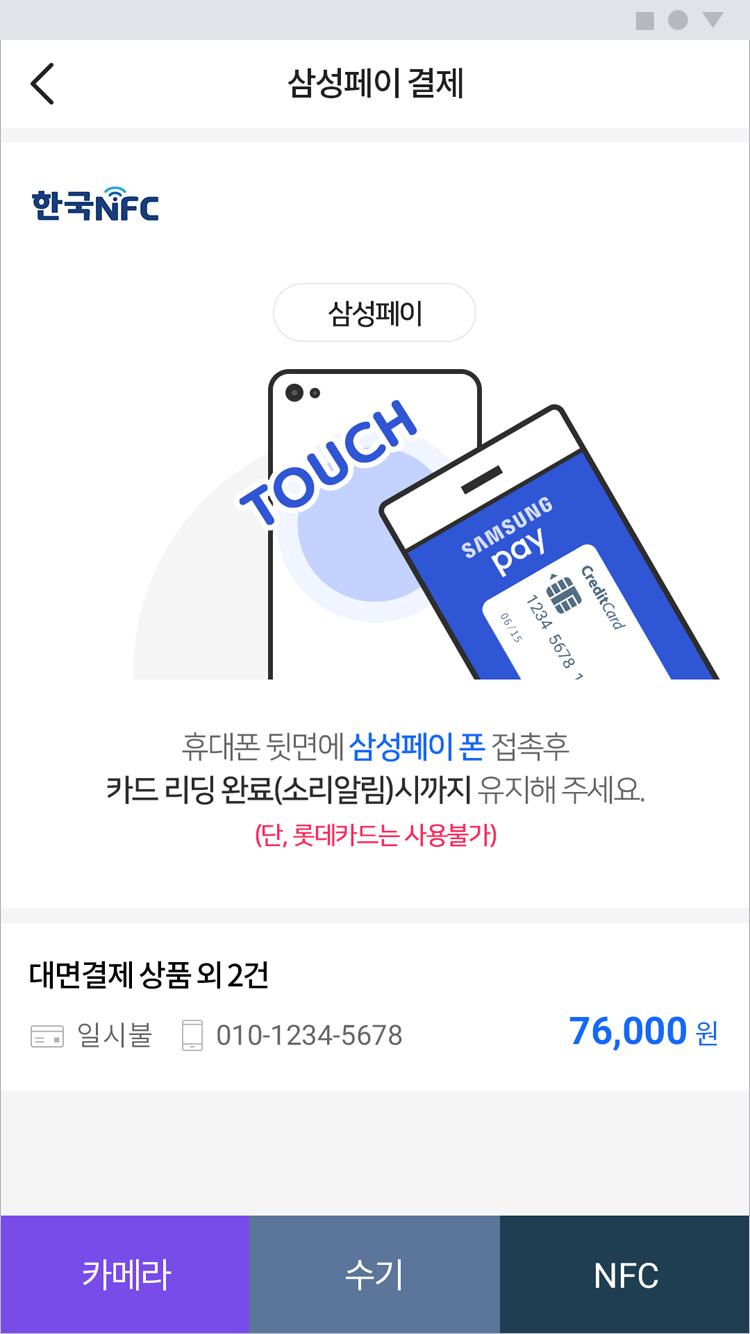 삼성페이 결제
한국NFC
삼성페이
TOUCH
SAMSUNG
pay
CreditCard
1234 5678 1
06/15
휴대폰 뒷면에 삼성페이 폰 접촉후
카드 리딩 완료(소리알림)시까지 유지해 주세요.
(단, 롯데카드는 사용불가)
대면결제 상품 외 2건
일시불 010-1234-5678 76,000 원
카메라 수기 NFC